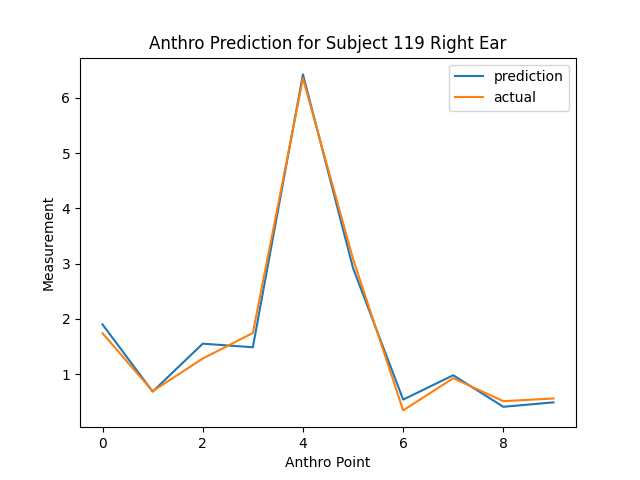 Anthro Prediction for Subject 119 Right Ear
prediction
actual
Measurement
6
5
4
3
2
1
0 2 4 6 8
Anthro Point